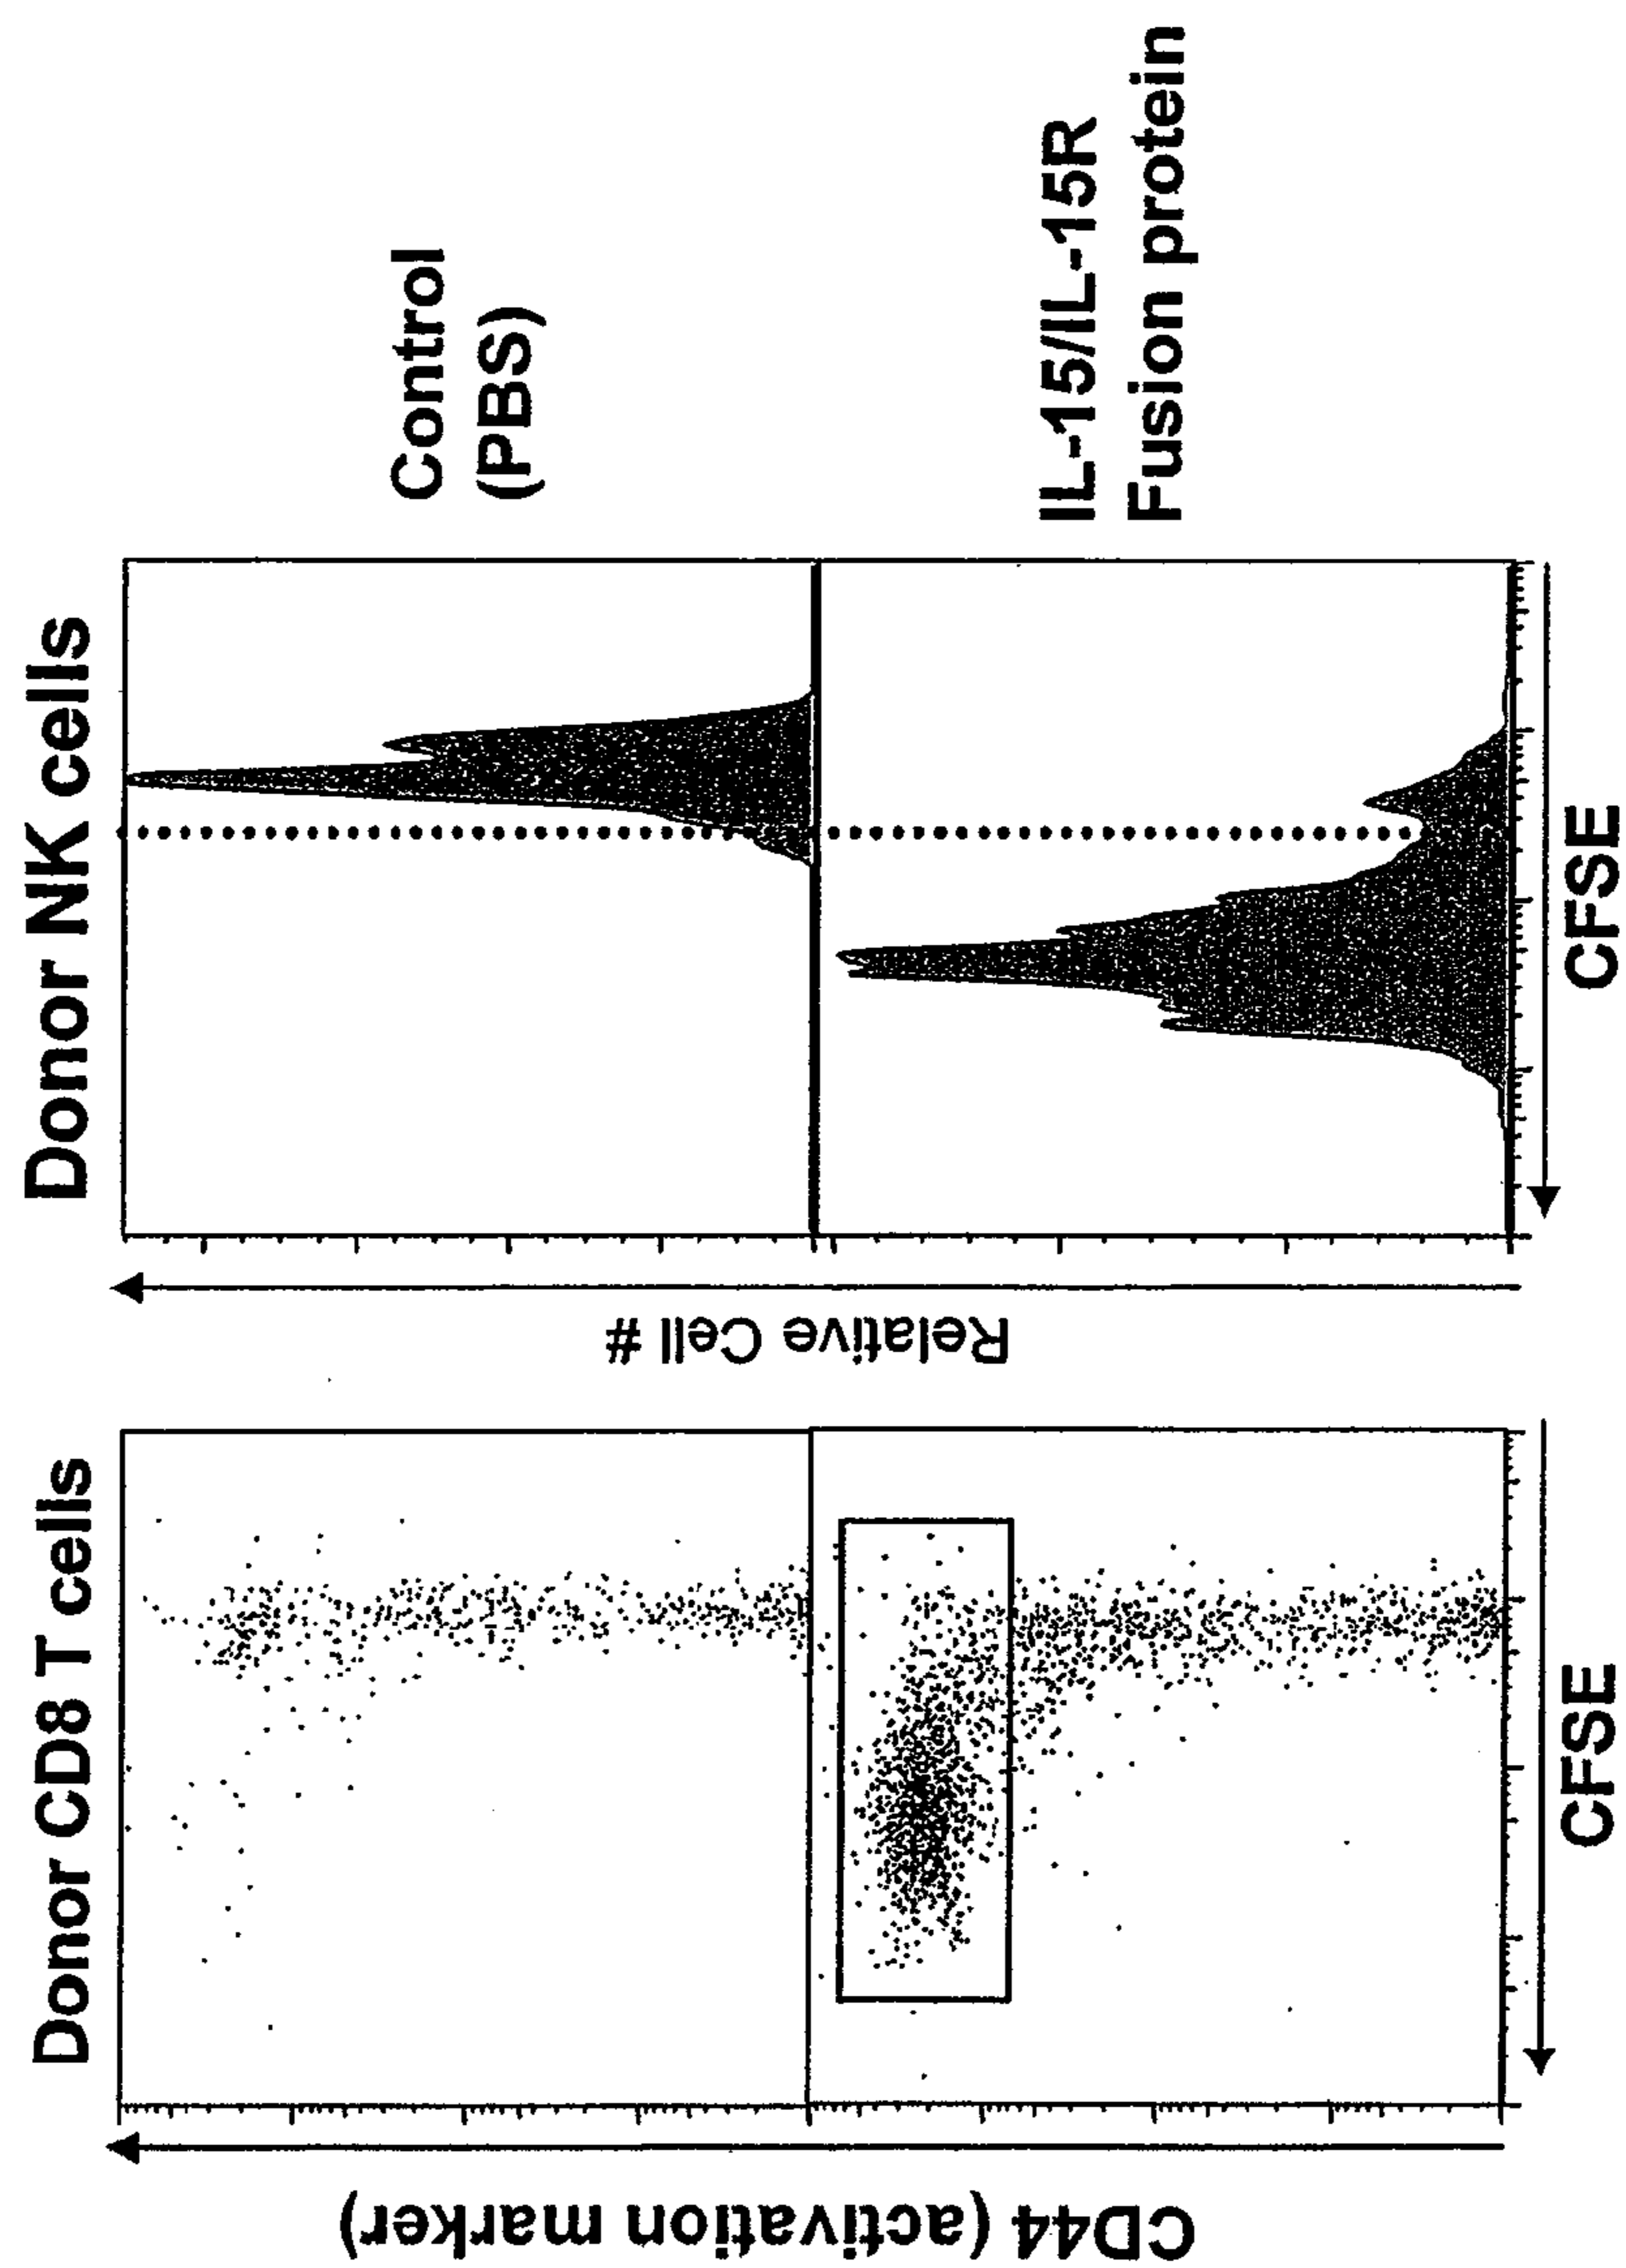 Donor CD8 T cells
Donor NK cells
CD44 (activation marker)
Relative Cell #
Control
(PBS)
IL-15/IL-15R
Fusion protein
CFSE
CFSE